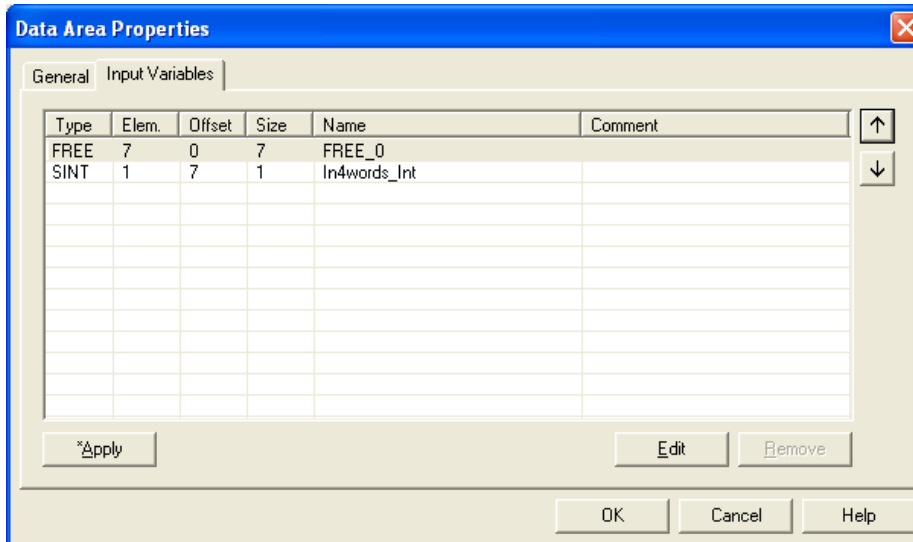 Data Area Properties
General Input Variables
Type Elem. Offset Size Name Comment
FREE 7 0 7 FREE_0
SINT 1 7 1 In4words_Int
*Apply Edit Remove
OK Cancel Help